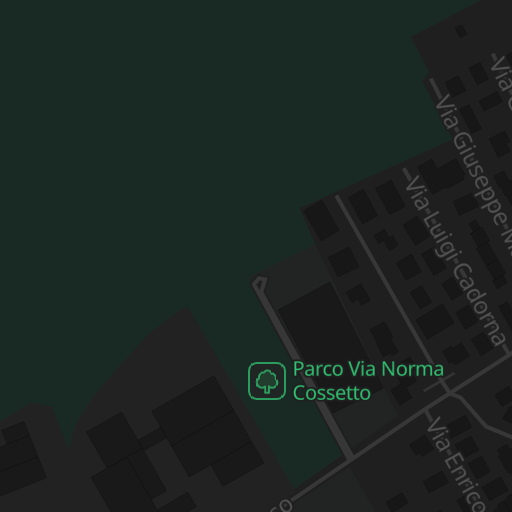 Via Giuseppe
Via Luigi Cadorna
Parco Via Norma
Cossetto
Via Enrico